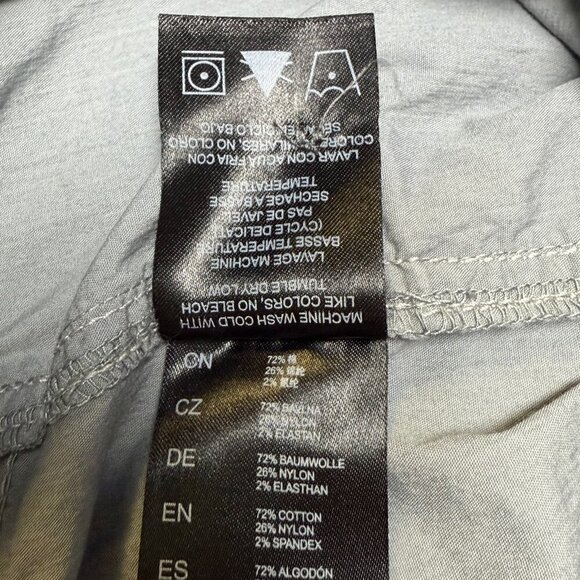 MACHINE WASH COLD WITH
LIKE COLORS, NO BLEACH
TUMBLE DRY LOW
LAVAGE MACHINE
BASSE TEMPERATURE
(CYCLE DELICAT
PAS DE JAVEL
SECHAGE A BASSE
TEMPERATURE
LAVAR CON AGUA FRIA CON
NO CLORO
CICLO BAJO
CN
72% 棉
26% 锦纶
2% 氨纶
CZ
72% BAVLNA
26% NYLON
2% ELASTAN
DE
72% BAUMWOLLE
26% NYLON
2% ELASTHAN
EN
72% COTTON
26% NYLON
2% SPANDEX
ES
72% ALGODÓN